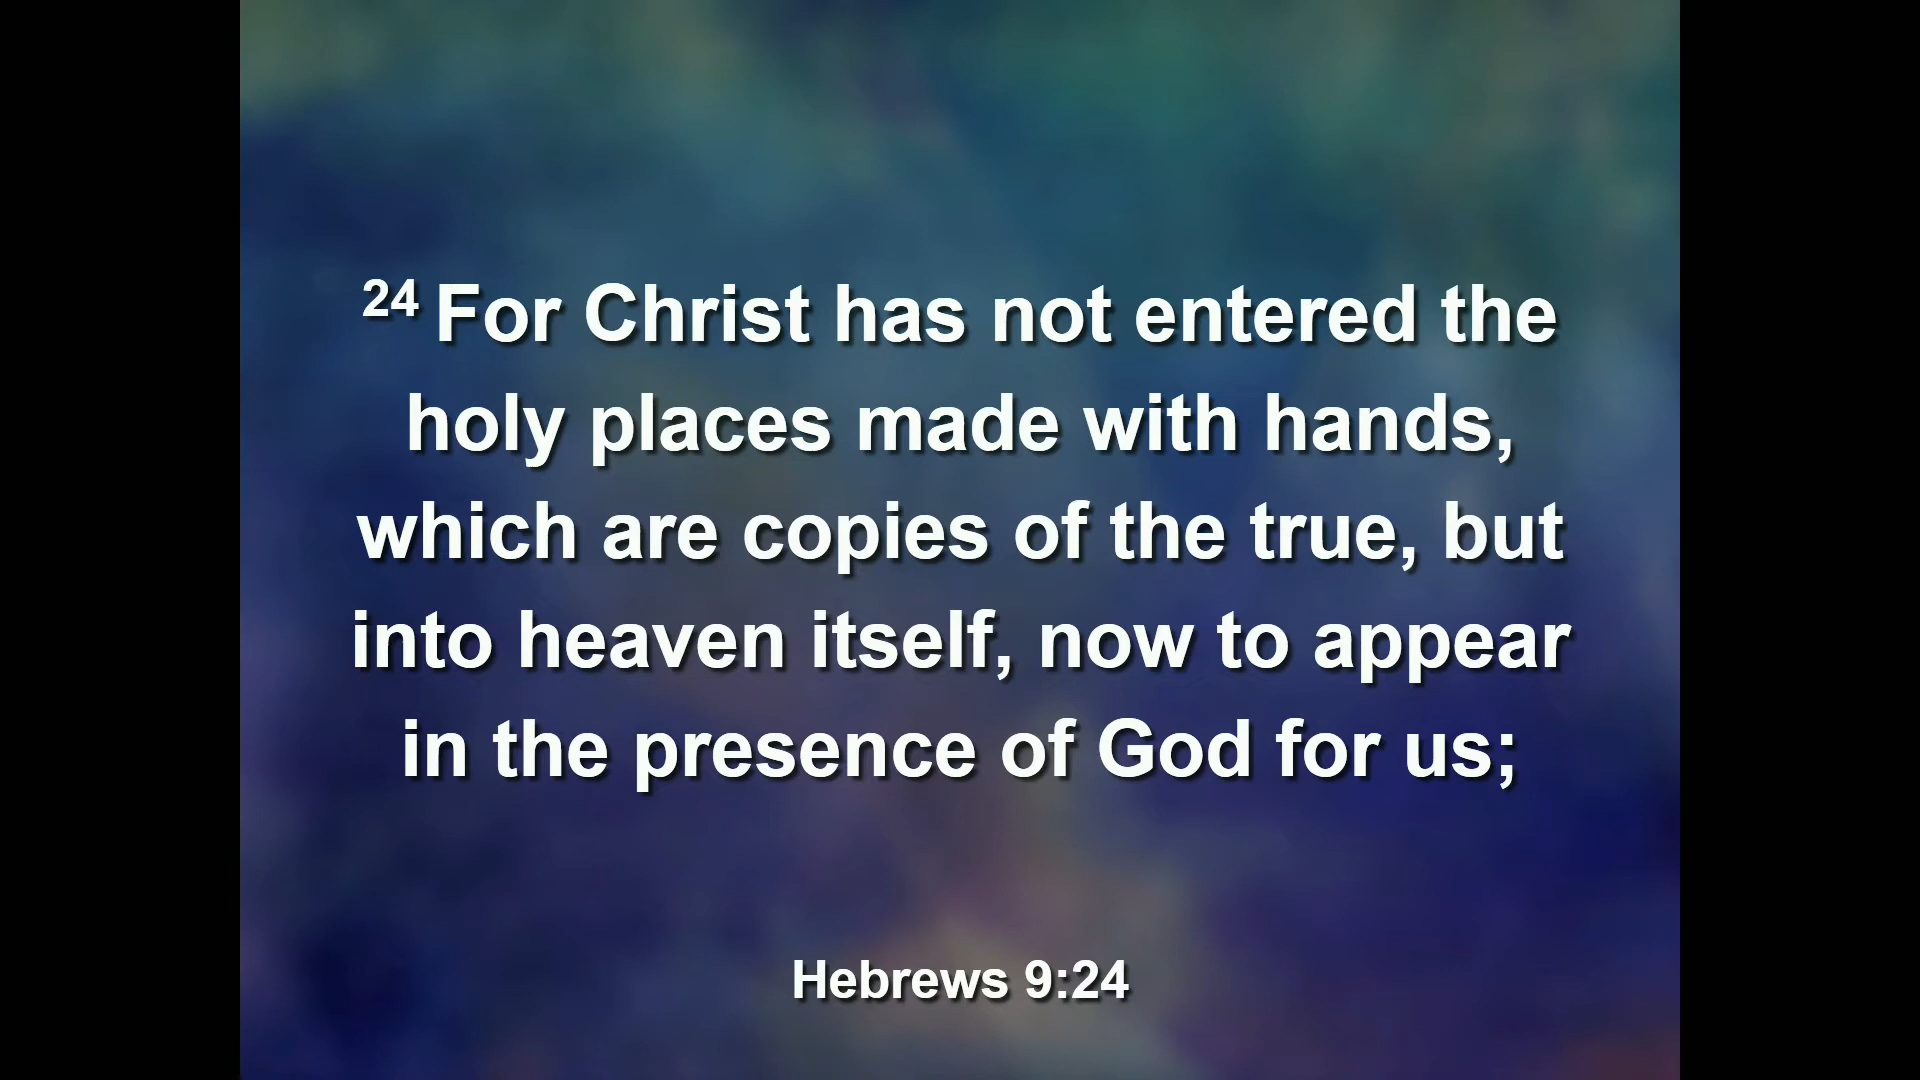 24 For Christ has not entered the
holy places made with hands,
which are copies of the true, but
into heaven itself, now to appear
in the presence of God for us;
Hebrews 9:24